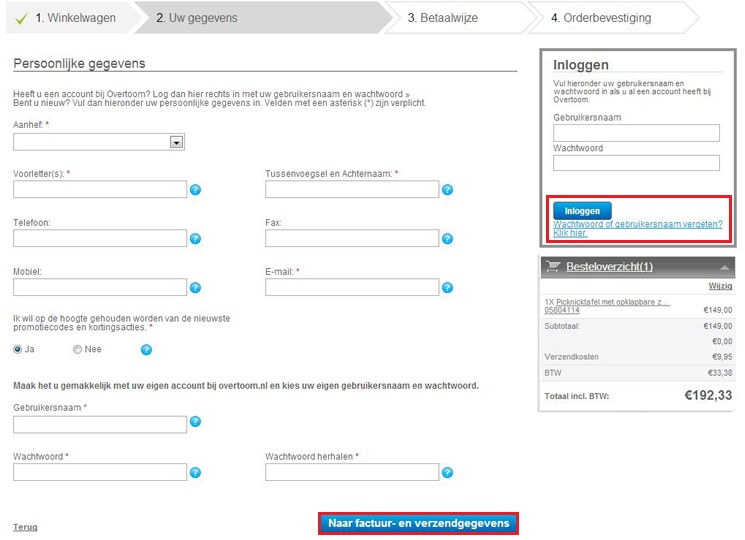 1. Winkelwagen
2. Uw gegevens
3. Betaalwijze
4. Orderbevestiging
Persoonlijke gegevens
Heeft u een account bij Overtoom? Log dan hier rechts in met uw gebruikersnaam en wachtwoord »
Bent u nieuw? Vul dan hieronder uw persoonlijke gegevens in. Velden met een asterisk (*) zijn verplicht.
Aanhef: *
Voorletter(s): *
Tussenvoegsel en Achternaam: *
?
?
Telefoon:
Fax:
?
?
Mobiel:
E-mail: *
?
?
Ik wil op de hoogte gehouden worden van de nieuwste
promotiecodes en kortingsacties. *
Ja
Nee
?
Maak het u gemakkelijk met uw eigen account bij overtoom.nl en kies uw eigen gebruikersnaam en wachtwoord.
Gebruikersnaam *
?
Wachtwoord *
Wachtwoord herhalen *
?
?
Terug
Naar factuur- en verzendgegevens
Inloggen
Vul hieronder uw gebruikersnaam en
wachtwoord in als u al een account heeft bij
Overtoom.
Gebruikersnaam
Wachtwoord
Inloggen
Wachtwoord of gebruikersnaam vergeten?
Klik hier.
Besteloverzicht(1)
Wijzig
1X Picknicktafel met opklapbare z...
05804114 €149,00
Subtotaal: €149,00
€0,00
Verzendkosten €9,95
BTW €33,38
Totaal incl. BTW: €192,33